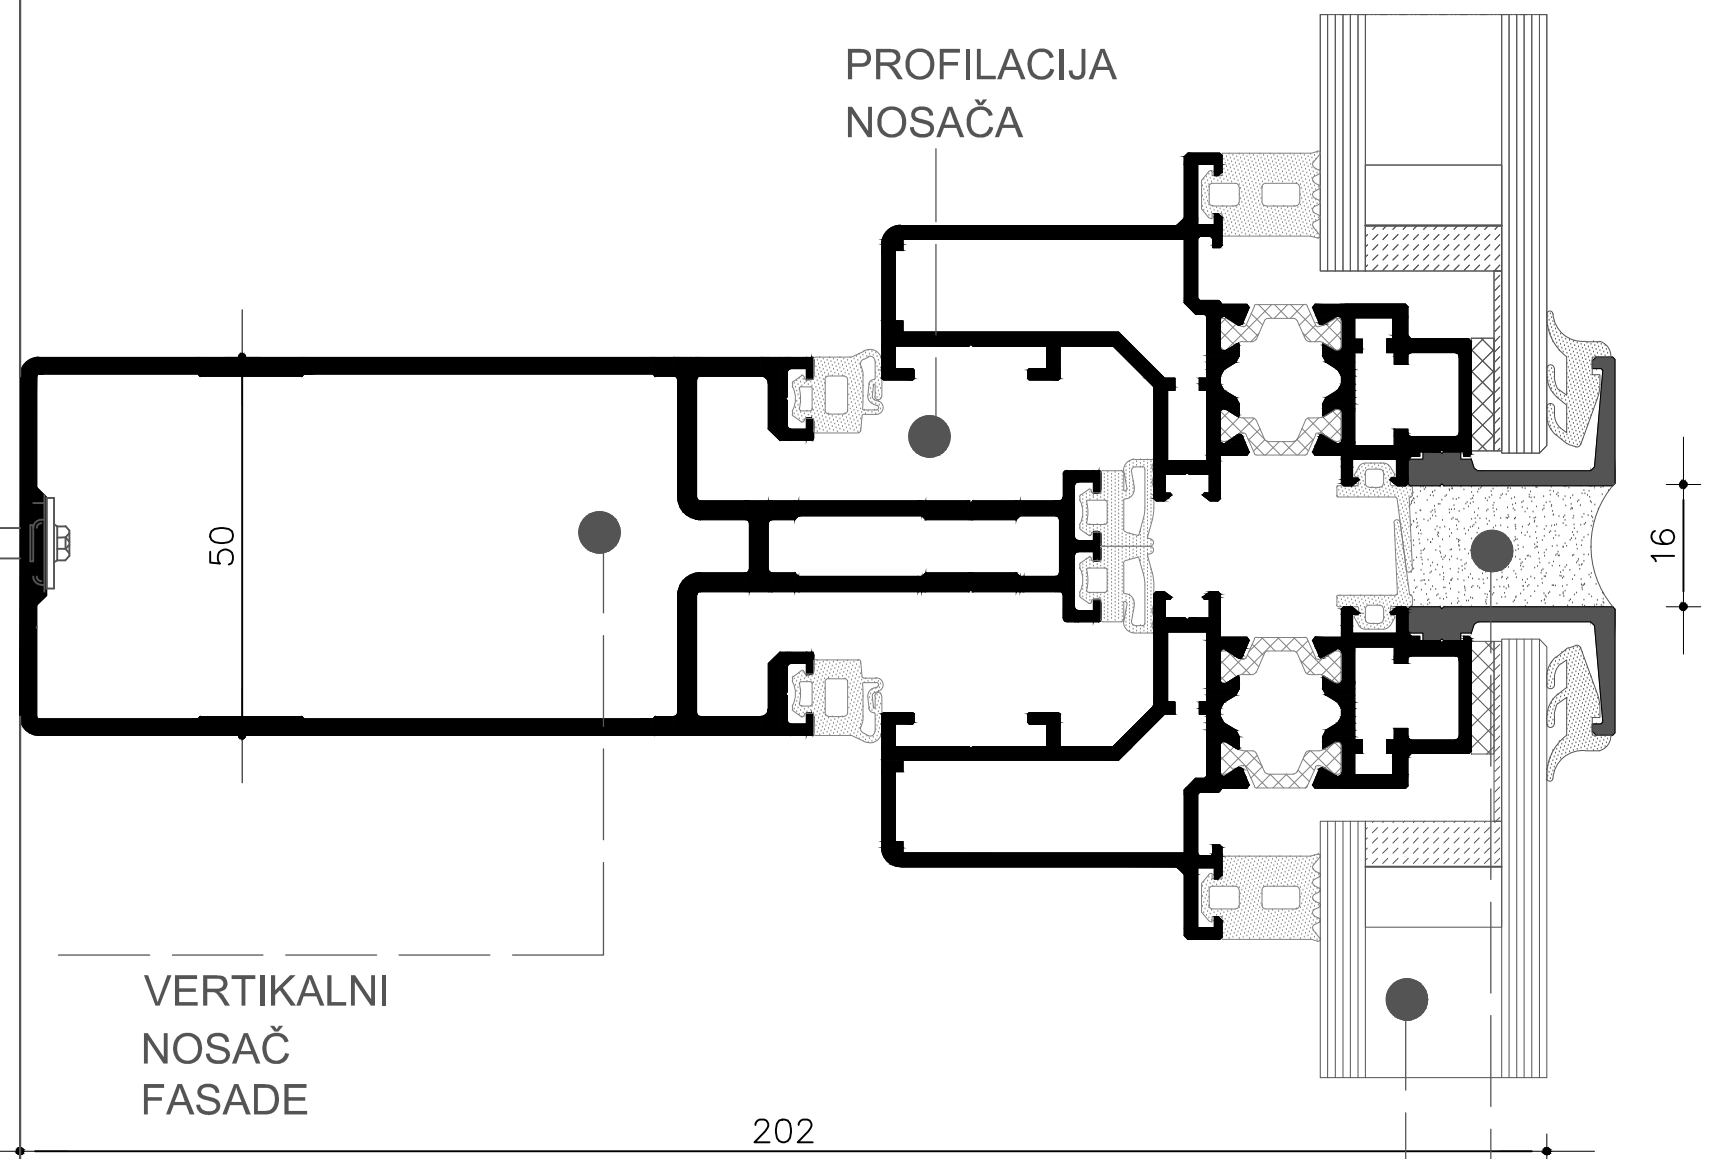 PROFILACIJA
NOSAČA
50
16
VERTIKALNI
NOSAČ
FASADE
202